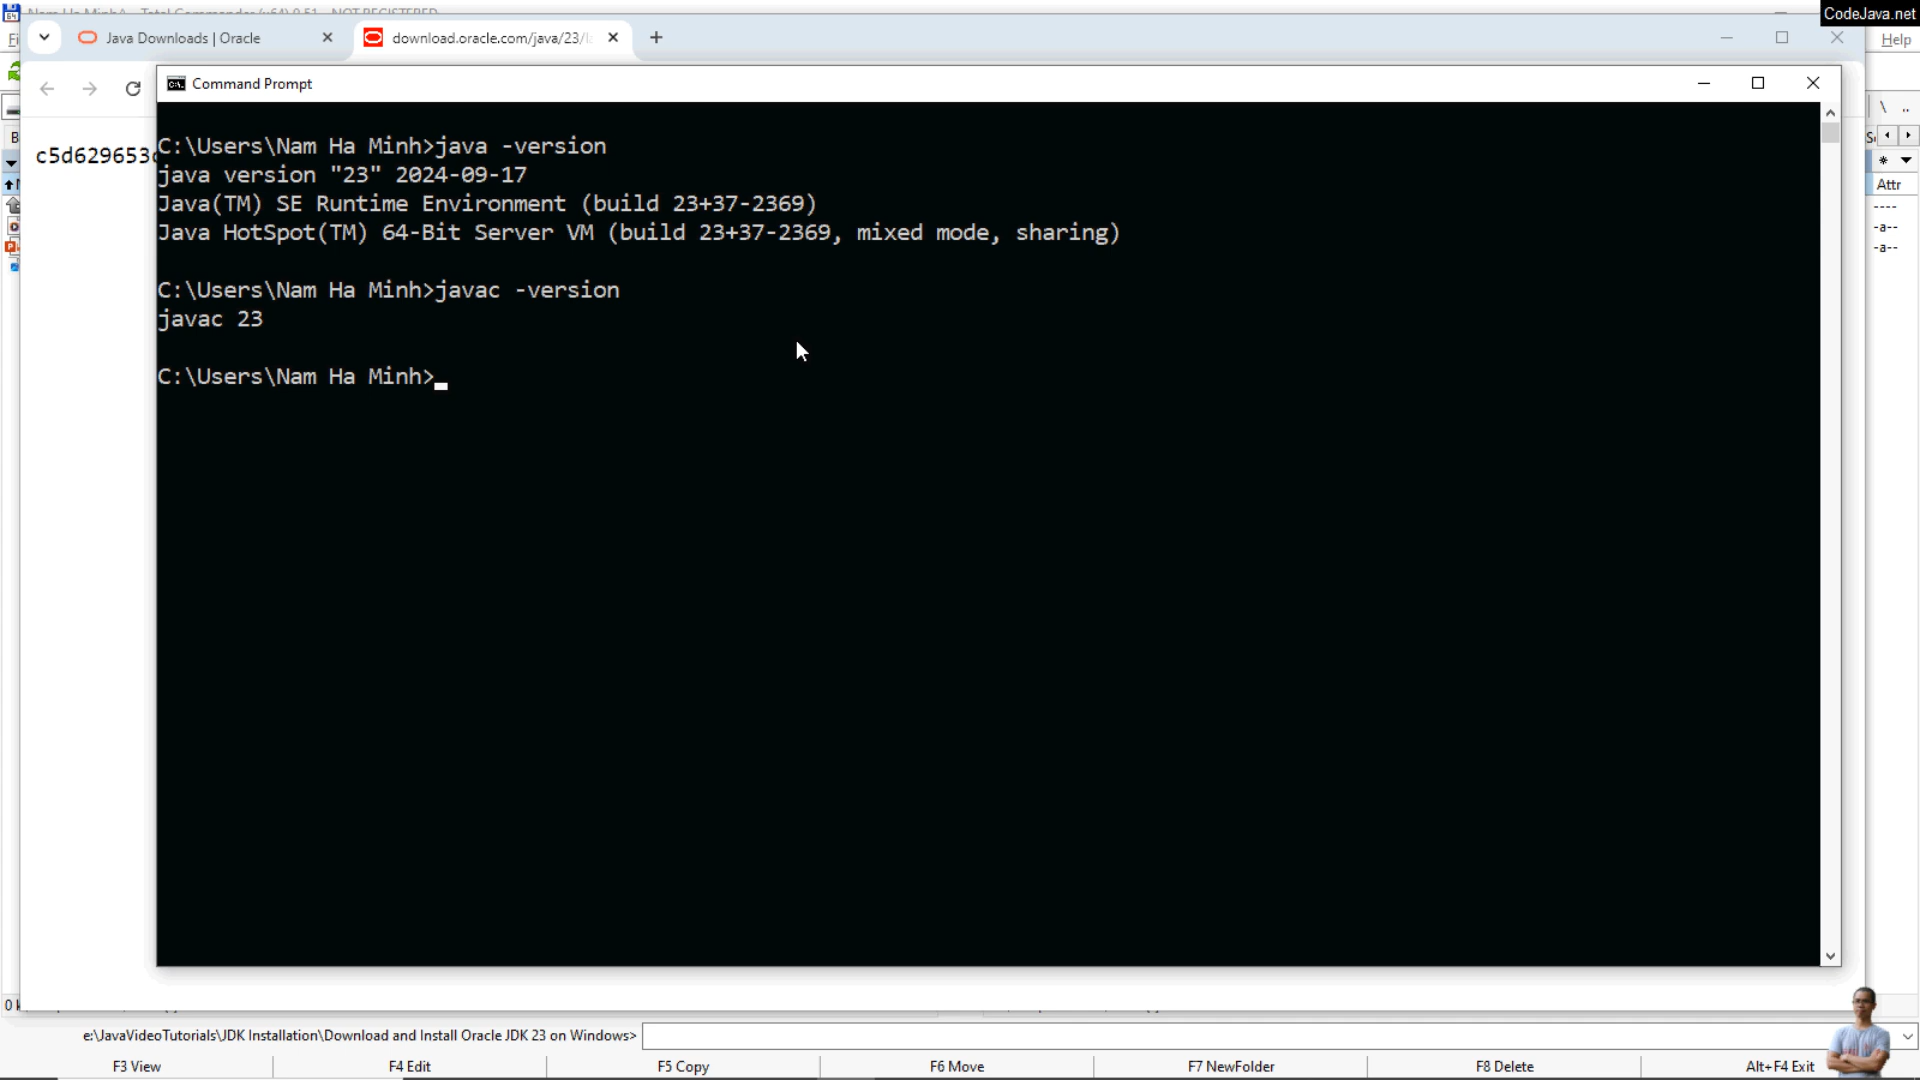 CodeJava.net
Java Downloads | Oracle
download.oracle.com/java/23/l
Help
Command Prompt
c5d629653
C:\Users\Nam Ha Minh>java -version
java version "23" 2024-09-17
Java(TM) SE Runtime Environment (build 23+37-2369)
Java HotSpot(TM) 64-Bit Server VM (build 23+37-2369, mixed mode, sharing)
C:\Users\Nam Ha Minh>javac -version
javac 23
C:\Users\Nam Ha Minh>
\ ..
*
Attr
----
-a--
-a--
e:\JavaVideoTutorials\JDK Installation\Download and Install Oracle JDK 23 on Windows>
F3 View
F4 Edit
F5 Copy
F6 Move
F7 NewFolder
F8 Delete
Alt+F4 Exit